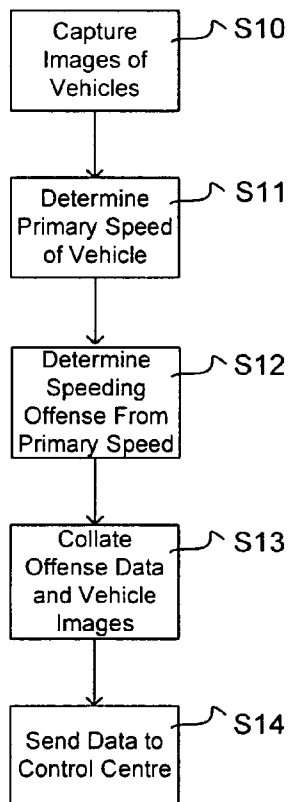 Capture
Images of
Vehicles
S10
Determine
Primary Speed
of Vehicle
S11
Determine
Speeding
Offense From
Primary Speed
S12
Collate
Offense Data
and Vehicle
Images
S13
Send Data to
Control Centre
S14